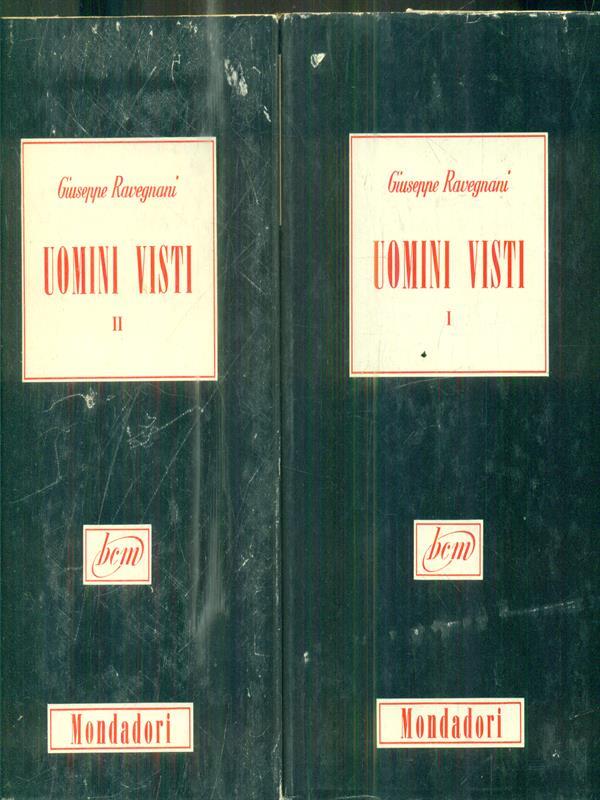 Giuseppe Ravegnani
UOMINI VISTI
II
bcm
Mondadori
Giuseppe Ravegnani
UOMINI VISTI
I
bcm
Mondadori